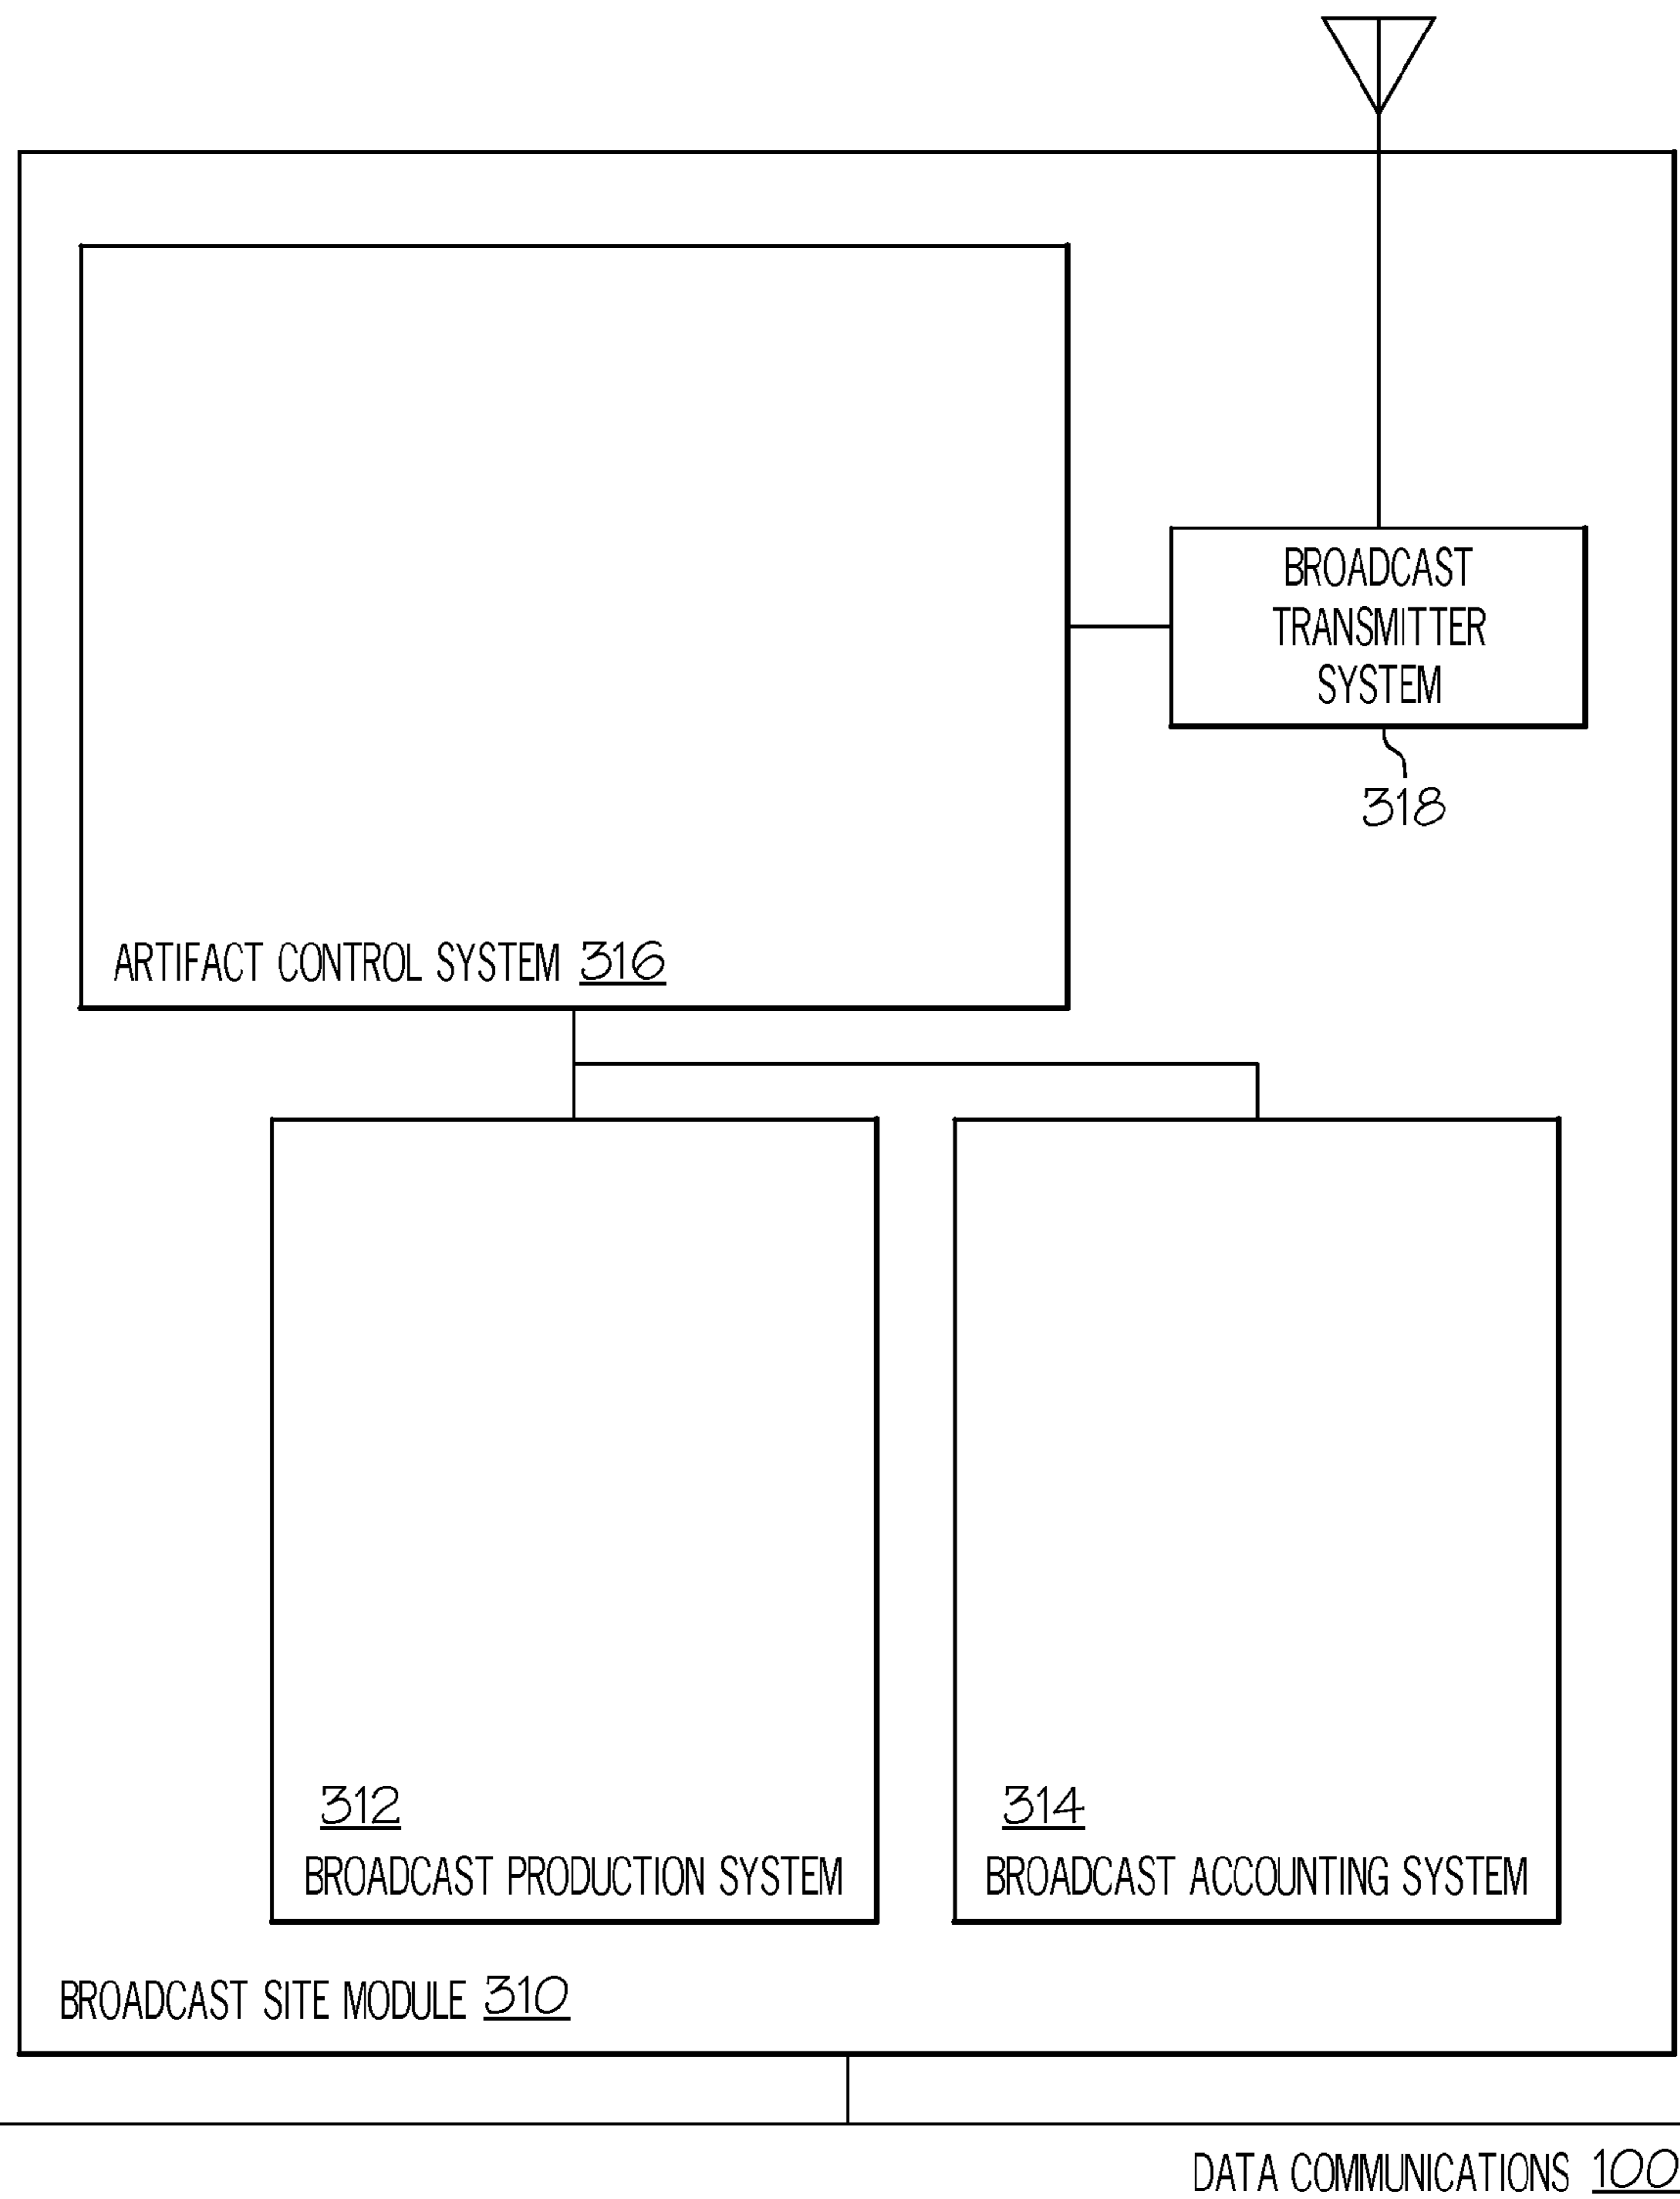 BROADCAST
TRANSMITTER
SYSTEM
318
ARTIFACT CONTROL SYSTEM 316
312
BROADCAST PRODUCTION SYSTEM
314
BROADCAST ACCOUNTING SYSTEM
BROADCAST SITE MODULE 310
DATA COMMUNICATIONS 100